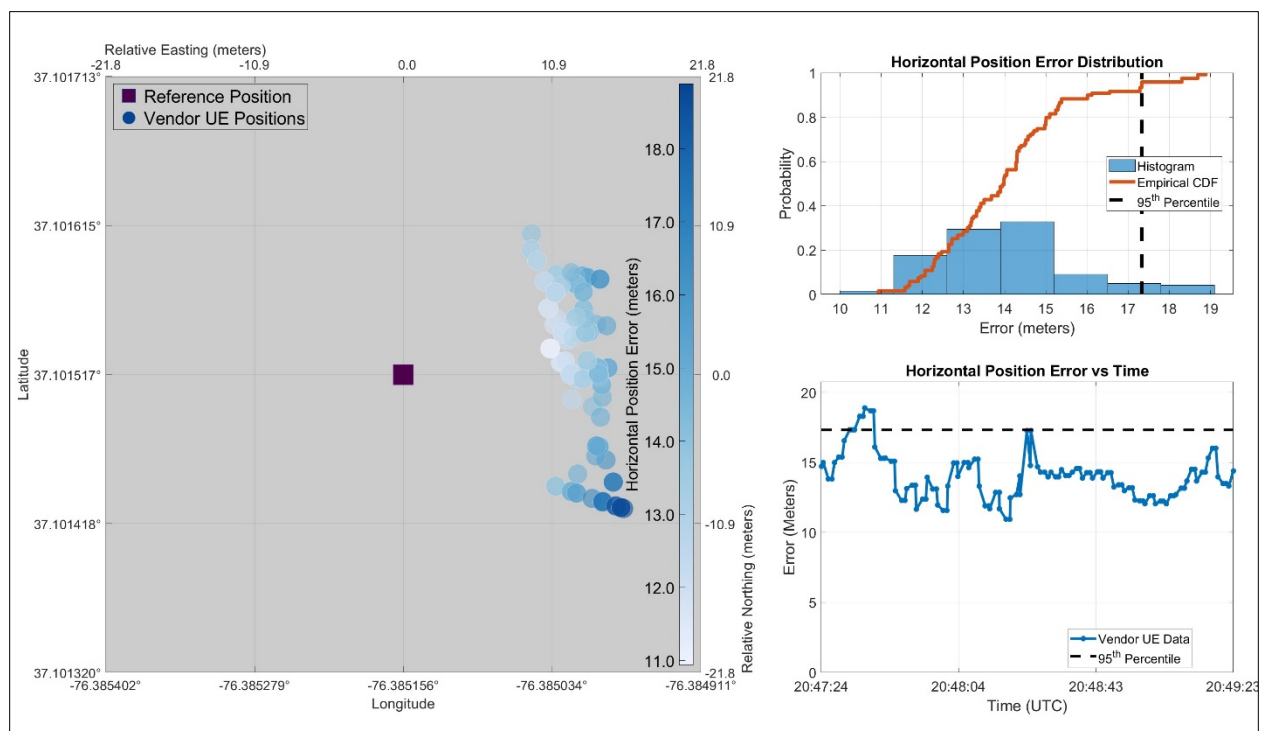 Relative Easting (meters)
-21.8 -10.9 0.0 10.9 21.8
37.101713°
37.101615°
37.101517°
37.101418°
37.101320°
Latitude
Reference Position
Vendor UE Positions
18.0
17.0
16.0
15.0
14.0
13.0
12.0
11.0
Horizontal Position Error (meters)
21.8
10.9
0.0
-10.9
-21.8
Relative Northing (meters)
-76.385402° -76.385279° -76.385156° -76.385034° -76.384911°
Longitude
Horizontal Position Error Distribution
1
0.8
0.6
0.4
0.2
0
Probability
Histogram
Empirical CDF
95th Percentile
10 11 12 13 14 15 16 17 18 19
Error (meters)
Horizontal Position Error vs Time
20
15
10
5
0
Error (Meters)
Vendor UE Data
95th Percentile
20:47:24 20:48:04 20:48:43 20:49:23
Time (UTC)